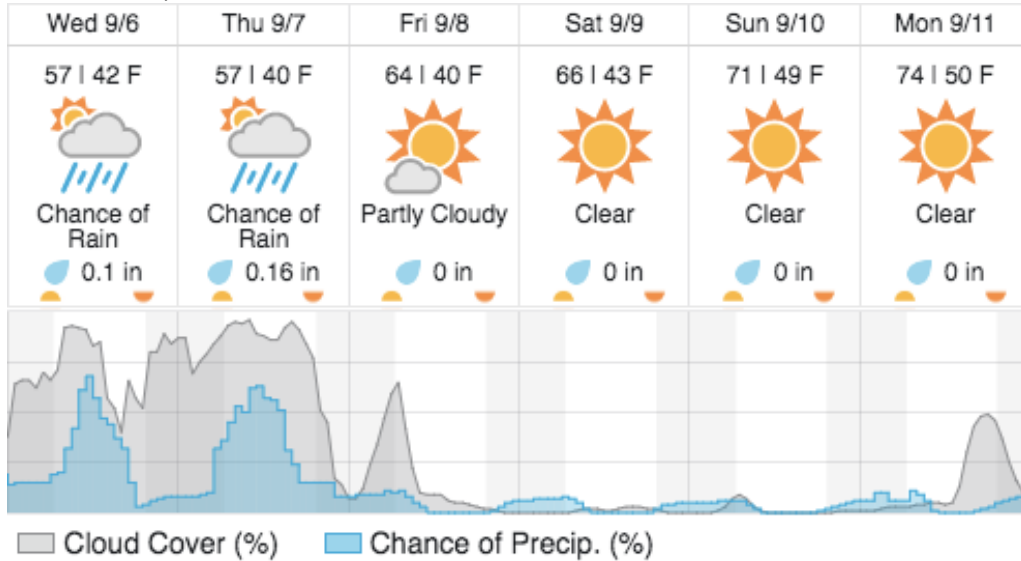 Wed 9/6 Thu 9/7 Fri 9/8 Sat 9/9 Sun 9/10 Mon 9/11
57 | 42 F 57 | 40 F 64 | 40 F 66 | 43 F 71 | 49 F 74 | 50 F
Chance of Rain Chance of Rain Partly Cloudy Clear Clear Clear
0.1 in 0.16 in 0 in 0 in 0 in 0 in
Cloud Cover (%) Chance of Precip. (%)